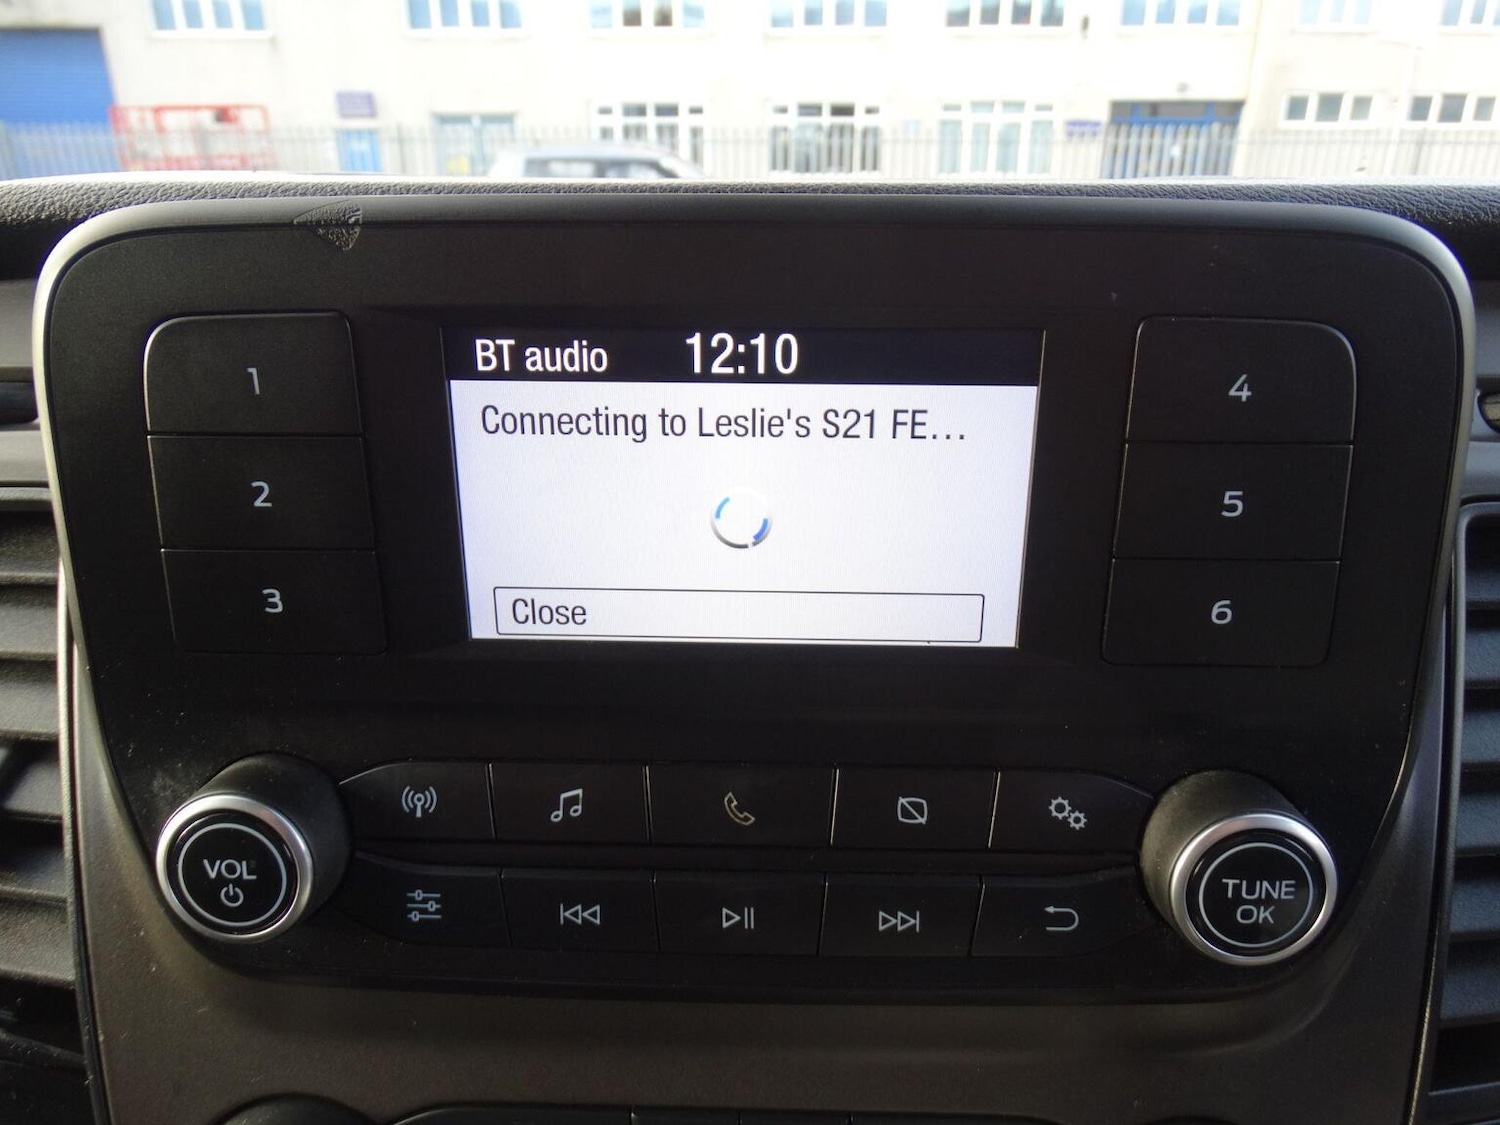 BT audio 12:10
Connecting to Leslie's S21 FE...
Close
1
2
3
4
5
6
VOL
TUNE
OK